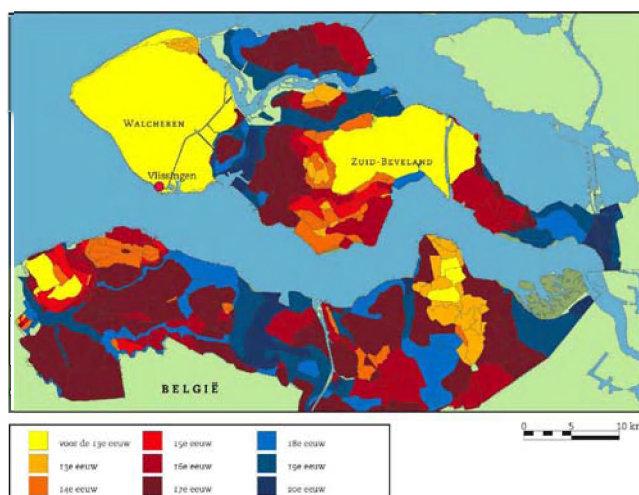 WALCHEREN
ZUID-BEVELAND
Vlissingen
BELGIË
0 5 10 km
voor de 13e eeuw
13e eeuw
14e eeuw
15e eeuw
16e eeuw
17e eeuw
18e eeuw
19e eeuw
20e eeuw